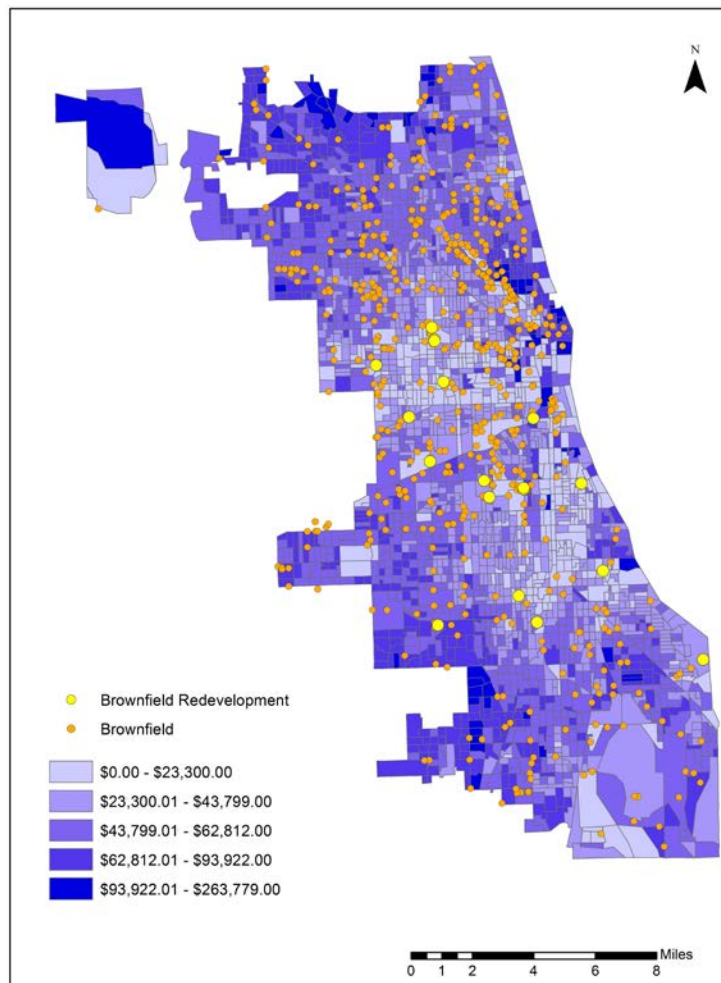 N
Brownfield Redevelopment
Brownfield
$0.00 - $23,300.00
$23,300.01 - $43,799.00
$43,799.01 - $62,812.00
$62,812.01 - $93,922.00
$93,922.01 - $263,779.00
Miles
0 1 2 4 6 8